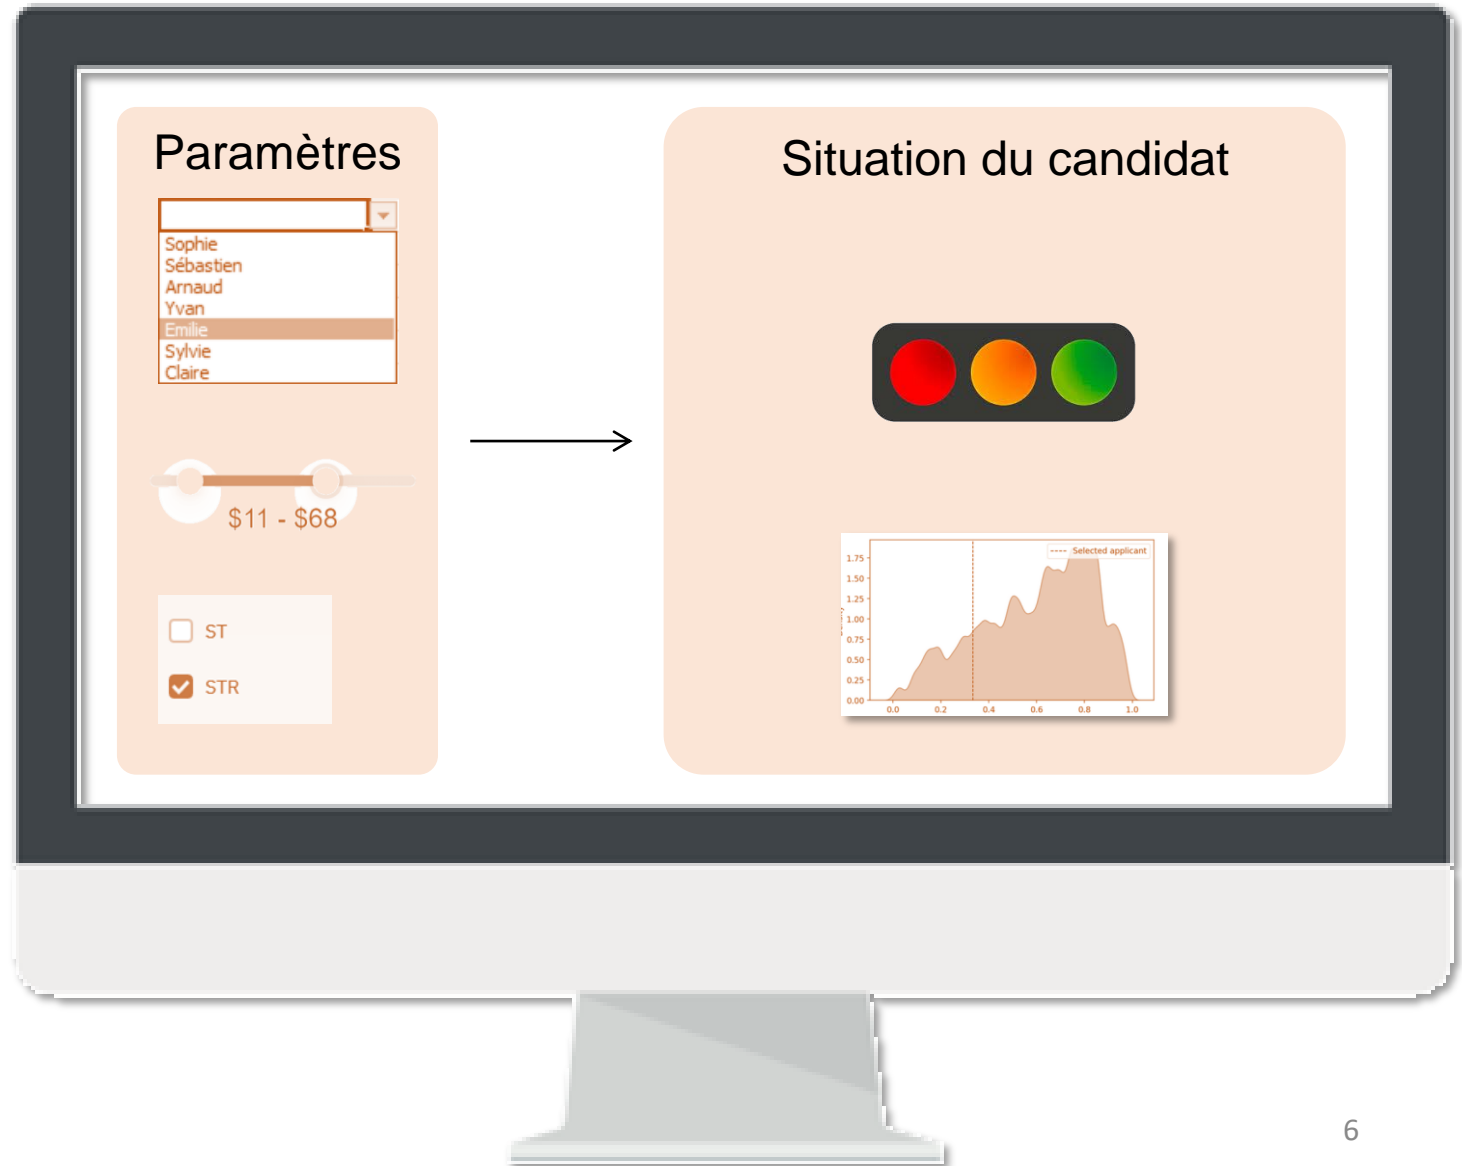 Paramètres
Sophie
Sébastien
Arnaud
Yvan
Emilie
Sylvie
Claire
$11 - $68
ST
STR
Situation du candidat
Selected applicant
1.75
1.50
1.25
1.00
0.75
0.50
0.25
0.00
0.0 0.2 0.4 0.6 0.8 1.0
6